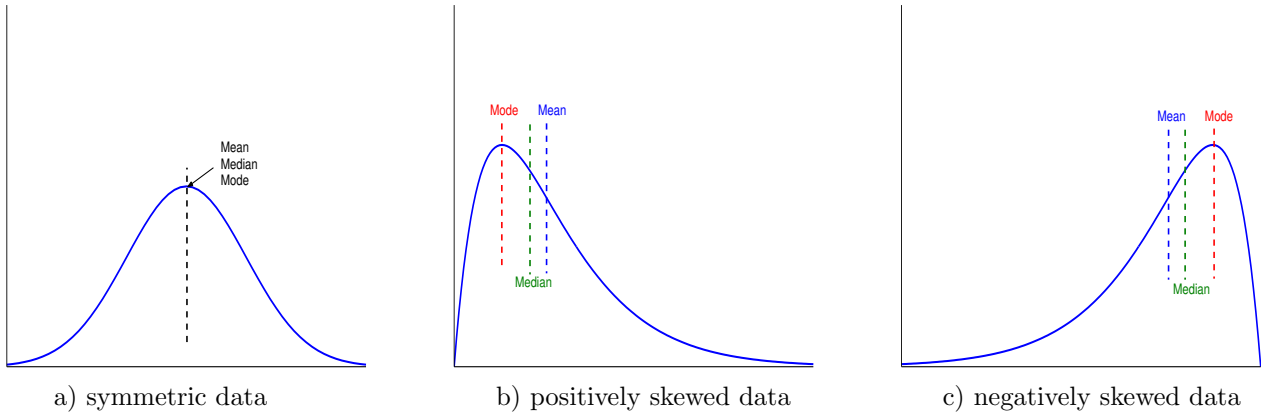 Mean
Median
Mode
a) symmetric data
Mode
Mean
Median
b) positively skewed data
Mean
Mode
Median
c) negatively skewed data